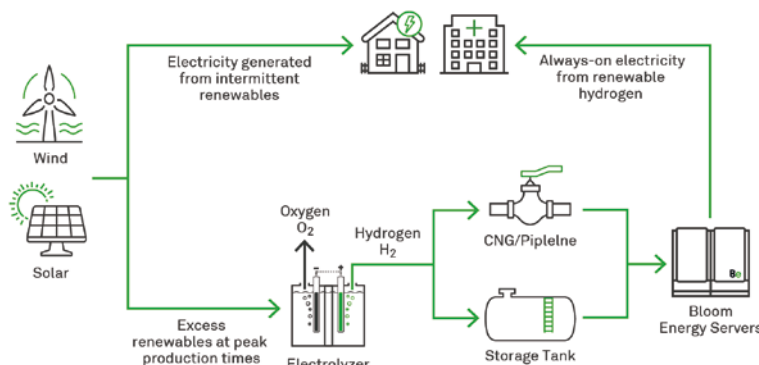 Electricity generated
from intermittent
renewables
Always-on electricity
from renewable
hydrogen
Wind
Solar
Oxygen
O₂
Hydrogen
H₂
CNG/Piplelne
Be
Bloom
Energy Servers
Excess
renewables at peak
production times
Electrolyzer
Storage Tank